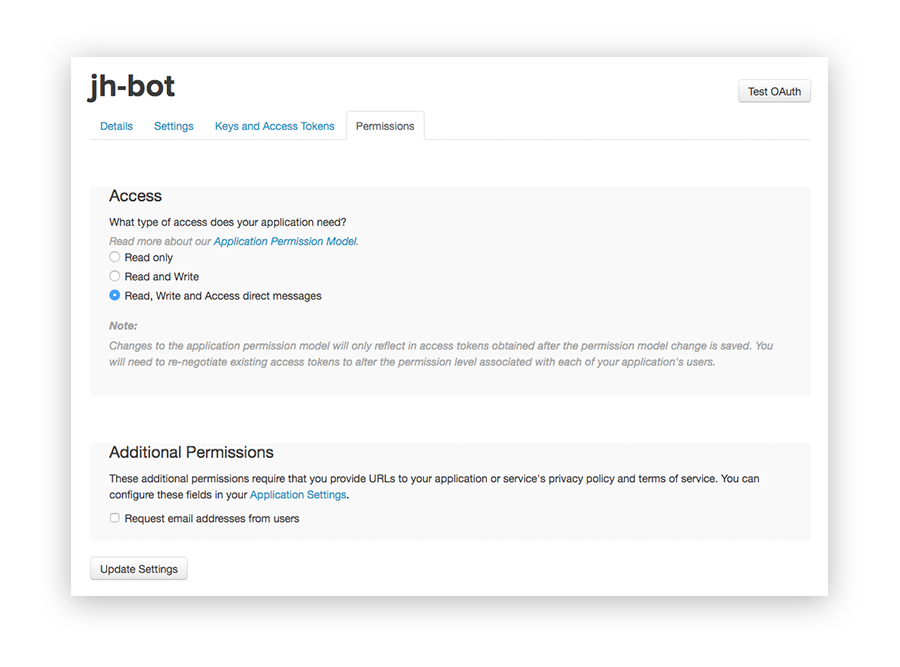 jh-bot
Test OAuth
Details Settings Keys and Access Tokens Permissions
Access
What type of access does your application need?
Read more about our Application Permission Model.
Read only
Read and Write
Read, Write and Access direct messages
Note:
Changes to the application permission model will only reflect in access tokens obtained after the permission model change is saved. You
will need to re-negotiate existing access tokens to alter the permission level associated with each of your application's users.
Additional Permissions
These additional permissions require that you provide URLs to your application or service's privacy policy and terms of service. You can
configure these fields in your Application Settings.
Request email addresses from users
Update Settings